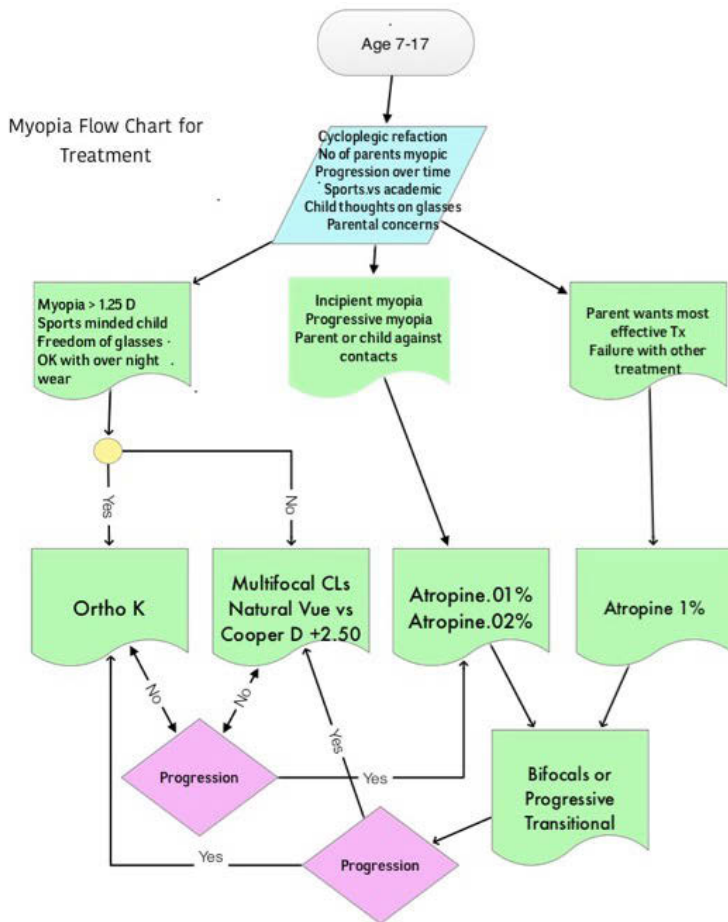 Age 7-17
Myopia Flow Chart for
Treatment
Cycloplegic refaction
No of parents myopic
Progression over time
Sports.vs academic
Child thoughts on glasses
Parental concerns
Myopia > 1.25 D
Sports minded child
Freedom of glasses
OK with over night
wear
Incipient myopia
Progressive myopia
Parent or child against
contacts
Parent wants most
effective Tx
Failure with other
treatment
Yes
No
Ortho K
Multifocal CLs
Natural Vue vs
Cooper D +2.50
Atropine.01%
Atropine.02%
Atropine 1%
No
No
Yes
Progression
Yes
Bifocals or
Progressive
Transitional
Yes
Progression